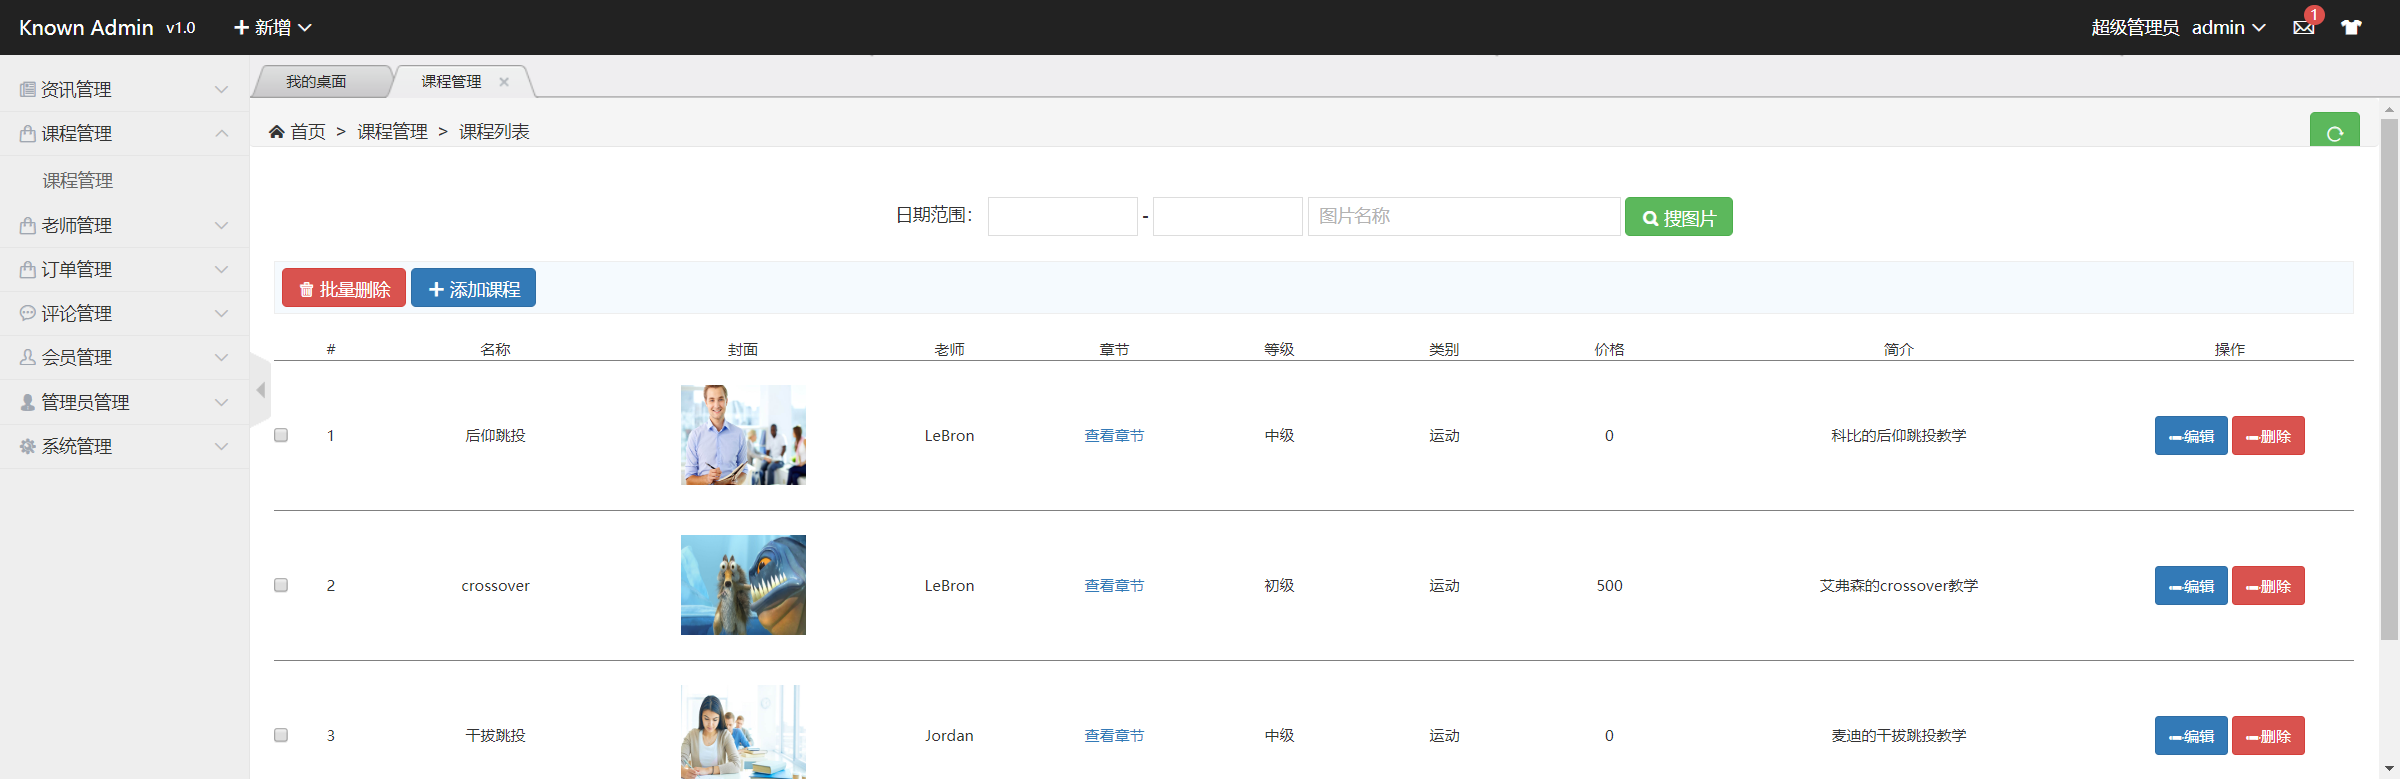 Known Admin v1.0 新增 超级管理员 admin 1
资讯管理
课程管理
课程管理
老师管理
订单管理
评论管理
会员管理
管理员管理
系统管理
我的桌面 课程管理
首页 > 课程管理 > 课程列表
日期范围： - 图片名称 搜图片
批量删除 添加课程
# 名称 封面 老师 章节 等级 类别 价格 简介 操作
1 后仰跳投 LeBron 查看章节 中级 运动 0 科比的后仰跳投教学 编辑 删除
2 crossover LeBron 查看章节 初级 运动 500 艾弗森的crossover教学 编辑 删除
3 干拔跳投 Jordan 查看章节 中级 运动 0 麦迪的干拔跳投教学 编辑 删除